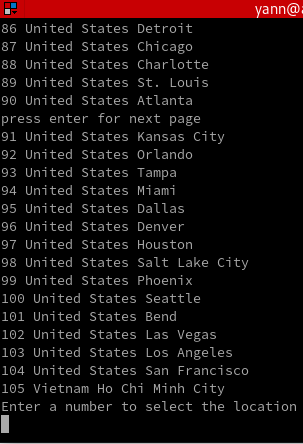 yann@
86 United States Detroit
87 United States Chicago
88 United States Charlotte
89 United States St. Louis
90 United States Atlanta
press enter for next page
91 United States Kansas City
92 United States Orlando
93 United States Tampa
94 United States Miami
95 United States Dallas
96 United States Denver
97 United States Houston
98 United States Salt Lake City
99 United States Phoenix
100 United States Seattle
101 United States Bend
102 United States Las Vegas
103 United States Los Angeles
104 United States San Francisco
105 Vietnam Ho Chi Minh City
Enter a number to select the location